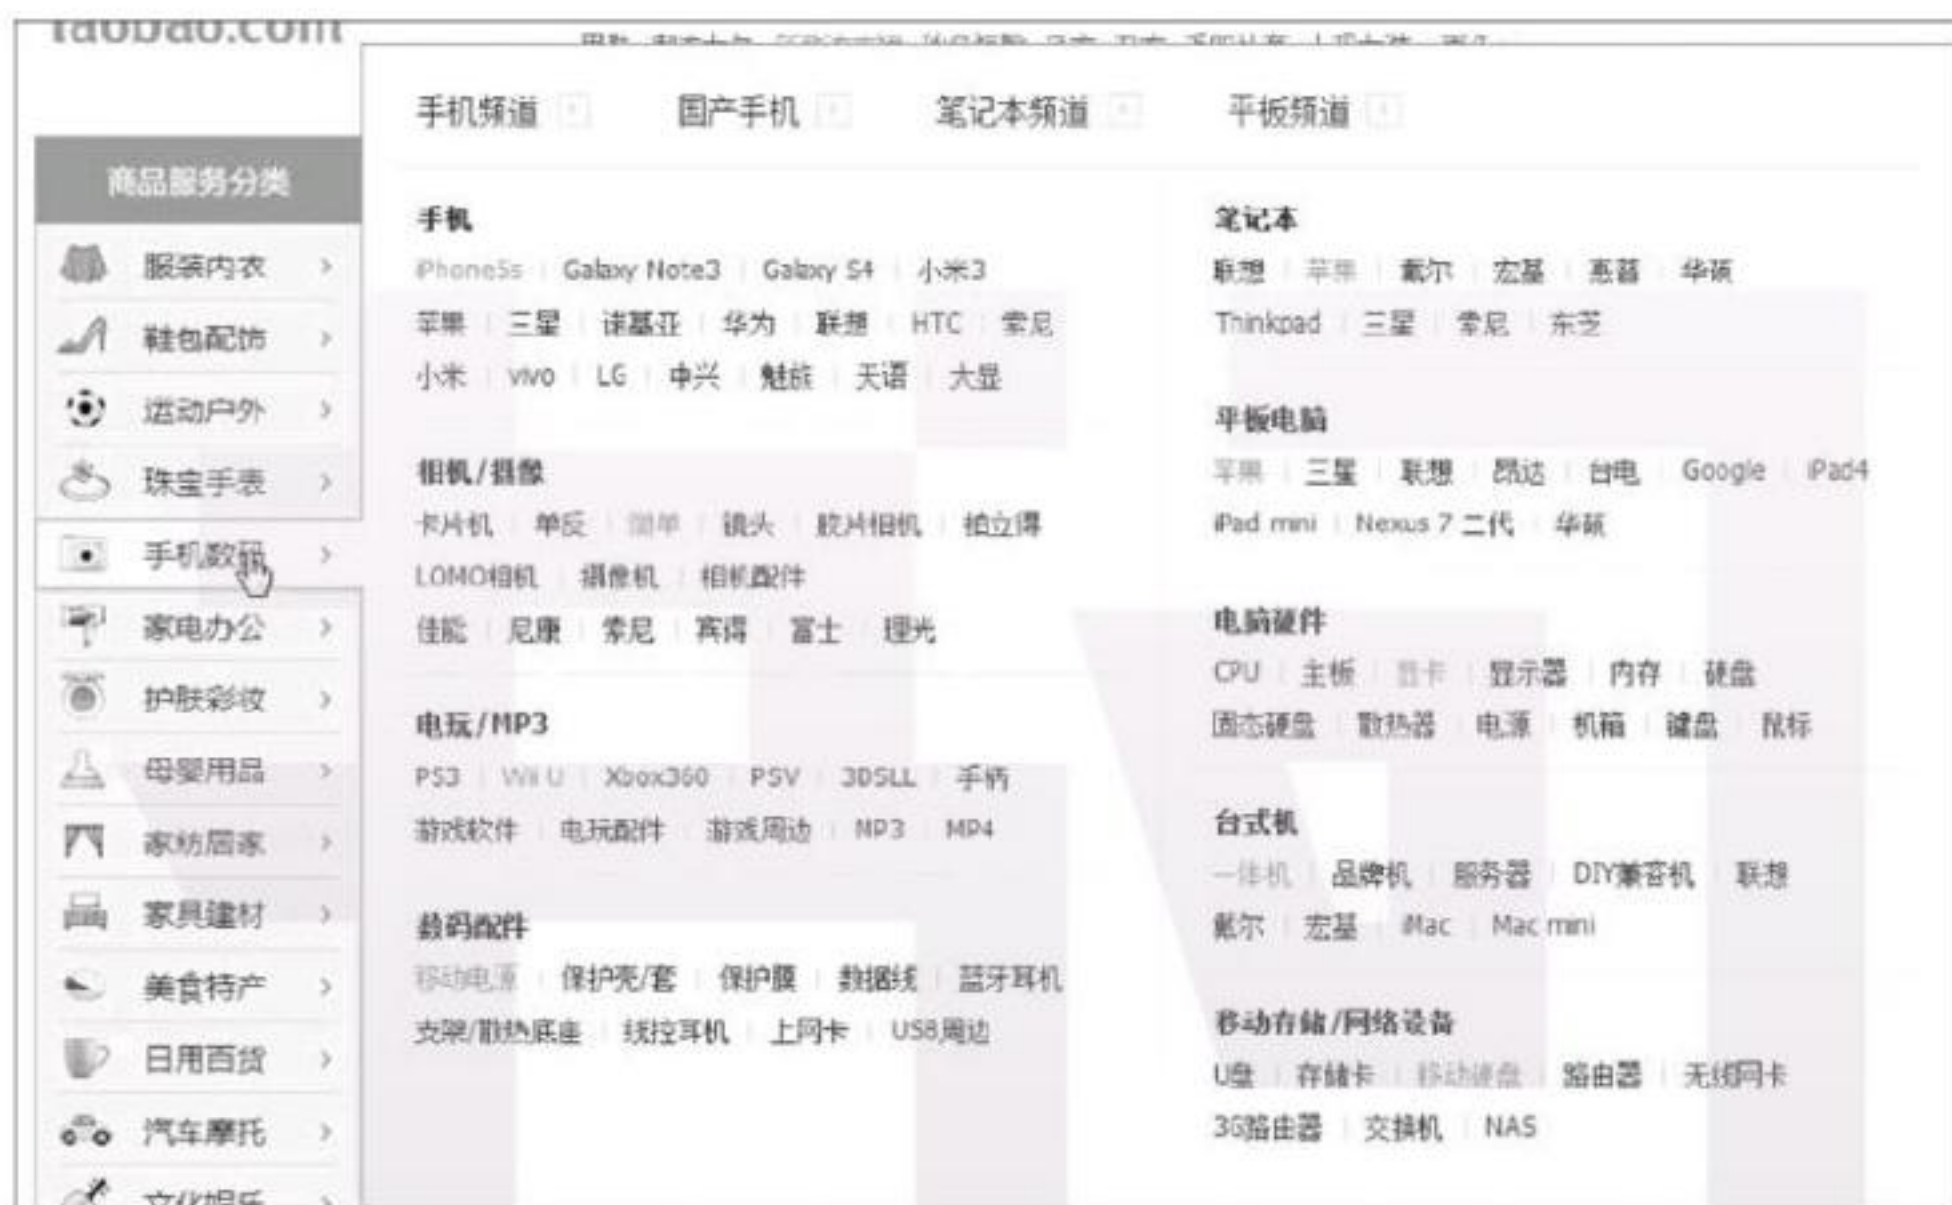 taobao.com
手机频道 国产手机 笔记本频道 平板频道
商品服务分类
服装内衣 >
鞋包配饰 >
运动户外 >
珠宝手表 >
手机数码 >
家电办公 >
护肤彩妆 >
母婴用品 >
家纺居家 >
家具建材 >
美食特产 >
日用百货 >
汽车摩托 >
文化娱乐 >
手机
iPhone5s | Galaxy Note3 | Galaxy S4 | 小米3
苹果 | 三星 | 诺基亚 | 华为 | 联想 | HTC | 索尼
小米 | vivo | LG | 中兴 | 魅族 | 天语 | 大显
相机/摄像
卡片机 | 单反 | 简单 | 镜头 | 胶片相机 | 拍立得
LOMO相机 | 摄像机 | 相机配件
佳能 | 尼康 | 索尼 | 宾得 | 富士 | 理光
电玩/MP3
PS3 | Wii U | Xbox360 | PSV | 3DSLL | 手柄
游戏软件 | 电玩配件 | 游戏周边 | MP3 | MP4
数码配件
移动电源 | 保护壳/套 | 保护膜 | 数据线 | 蓝牙耳机
支架/散热底座 | 线控耳机 | 上网卡 | USB周边
笔记本
联想 | 苹果 | 戴尔 | 宏基 | 惠普 | 华硕
Thinkpad | 三星 | 索尼 | 东芝
平板电脑
苹果 | 三星 | 联想 | 昂达 | 台电 | Google | iPad4
iPad mini | Nexus 7 二代 | 华硕
电脑硬件
CPU | 主板 | 显卡 | 显示器 | 内存 | 硬盘
固态硬盘 | 散热器 | 电源 | 机箱 | 键盘 | 鼠标
台式机
一体机 | 品牌机 | 服务器 | DIY兼容机 | 联想
戴尔 | 宏基 | iMac | Mac mini
移动存储/网络设备
U盘 | 存储卡 | 移动硬盘 | 路由器 | 无线网卡
3G路由器 | 交换机 | NAS